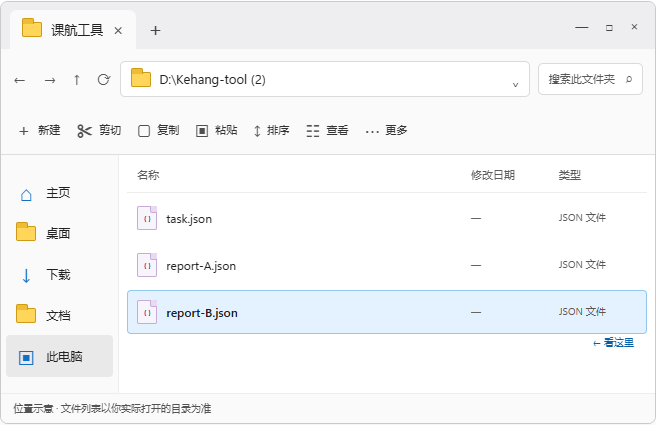 课航工具
D:\Kehang-tool (2)
搜索此文件夹
新建 剪切 复制 粘贴 排序 查看 更多
名称 修改日期 类型
主页
task.json — JSON 文件
桌面
report-A.json — JSON 文件
下载
report-B.json — JSON 文件
文档
← 看这里
此电脑
位置示意 · 文件列表以你实际打开的目录为准